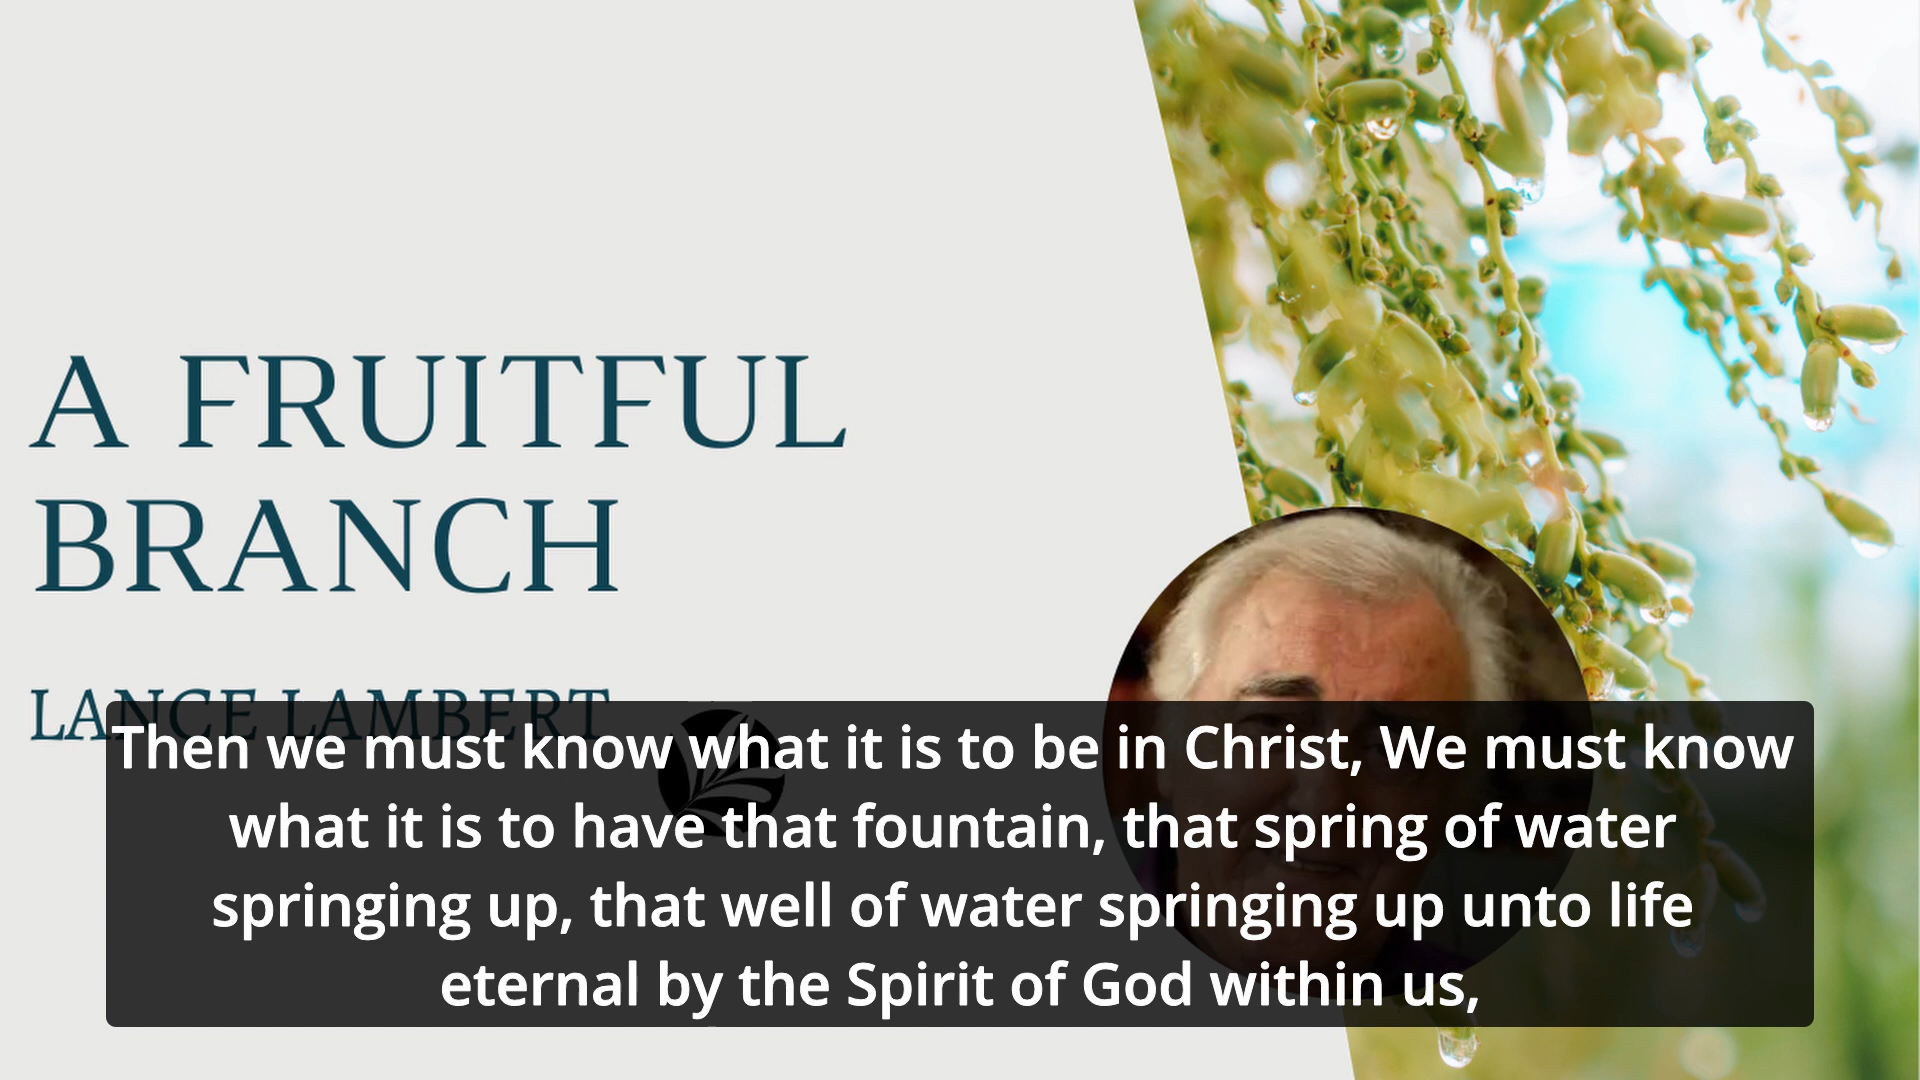 A FRUITFUL
BRANCH
LANCE LAMBERT
Then we must know what it is to be in Christ, We must know
what it is to have that fountain, that spring of water
springing up, that well of water springing up unto life
eternal by the Spirit of God within us,